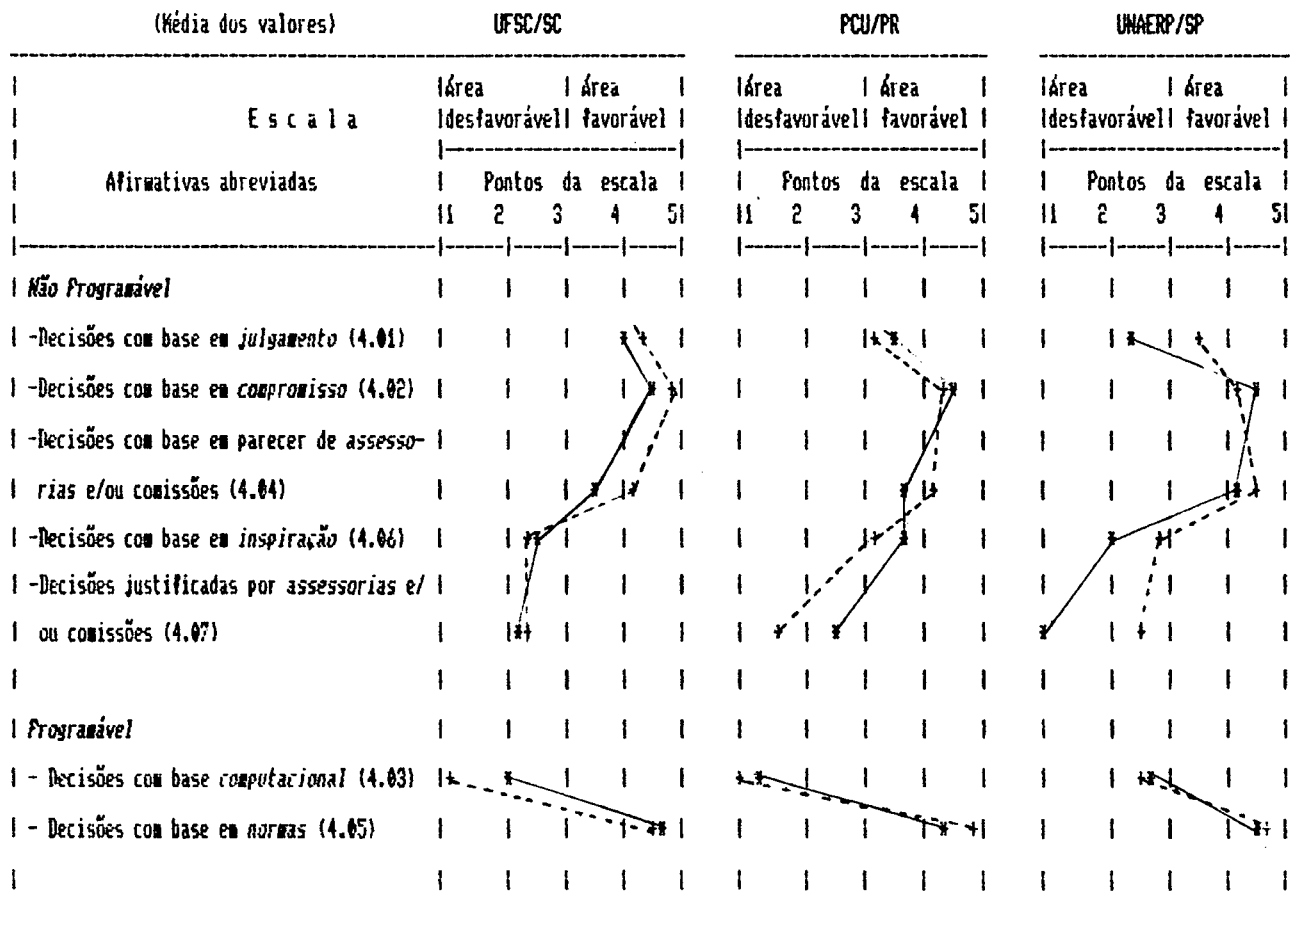 (Média dos valores) UFSC/SC PCU/PR UNAERP/SP
Área Área Área Área Área Área
E s c a l a desfavorável favorável desfavorável favorável desfavorável favorável
Afirmativas abreviadas Pontos da escala Pontos da escala Pontos da escala
1 2 3 4 5 1 2 3 4 5 1 2 3 4 5
Não Programável
-Decisões com base em julgamento (4.01)
-Decisões com base em compromisso (4.02)
-Decisões com base em parecer de assesso-
rias e/ou comissões (4.04)
-Decisões com base em inspiração (4.06)
-Decisões justificadas por assessorias e/
ou comissões (4.07)
Programável
- Decisões com base computacional (4.03)
- Decisões com base em normas (4.05)